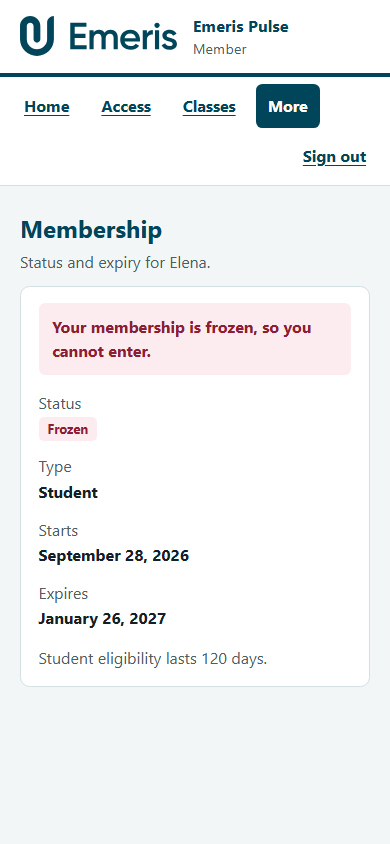 Emeris
Emeris Pulse
Member
Home
Access
Classes
More
Sign out
Membership
Status and expiry for Elena.
Your membership is frozen, so you
cannot enter.
Status
Frozen
Type
Student
Starts
September 28, 2026
Expires
January 26, 2027
Student eligibility lasts 120 days.